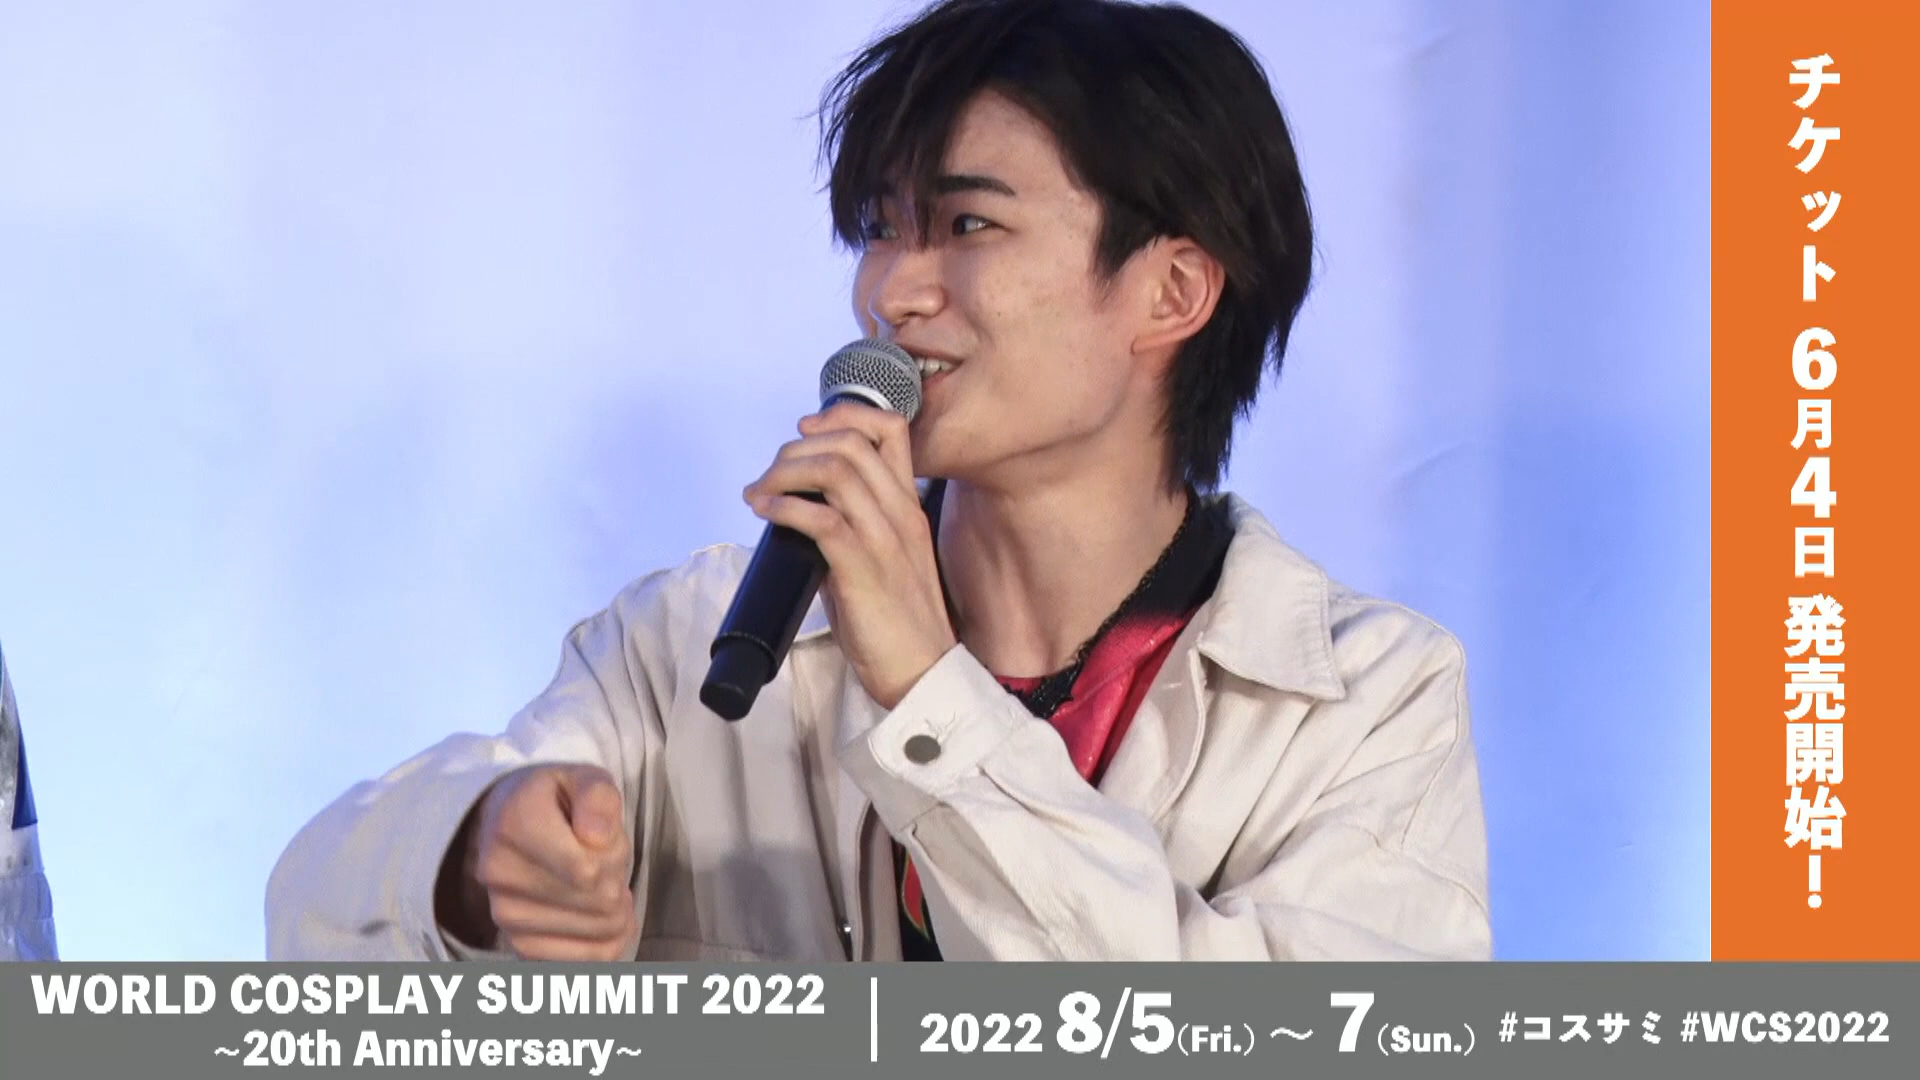 チケット 6月4日 発売開始！
WORLD COSPLAY SUMMIT 2022
~20th Anniversary~
2022 8/5(Fri.) ～ 7(Sun.) #コスサミ #WCS2022